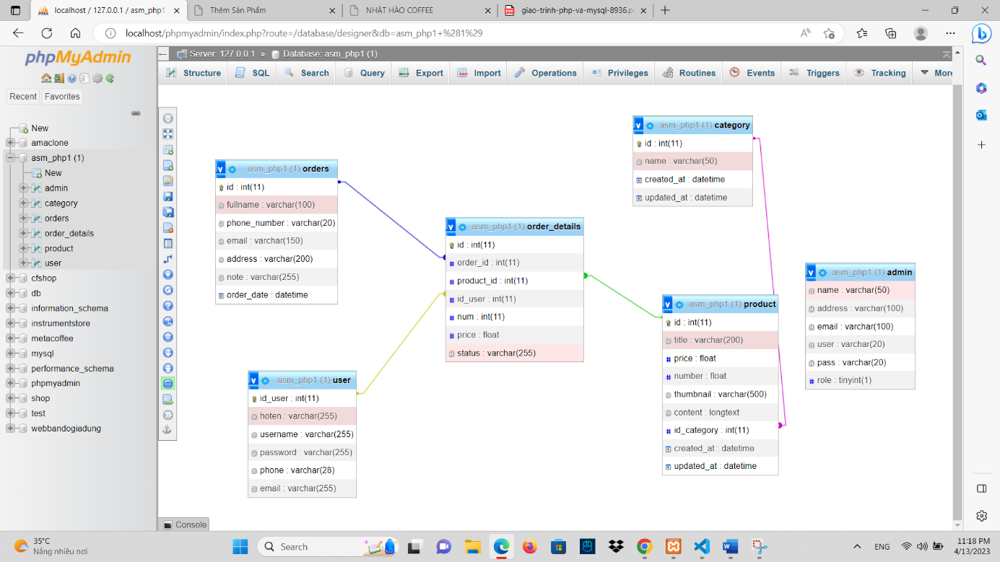 localhost / 127.0.0.1 / asm_php1
Thêm Sản Phẩm
NHẬT HÀO COFFEE
giao-trinh-php-va-mysql-8936.p
localhost/phpmyadmin/index.php?route=/database/designer&db=asm_php1+%281%29
phpMyAdmin
Recent
Favorites
New
amaclone
asm_php1 (1)
New
admin
category
orders
order_details
product
user
cfshop
db
information_schema
instrumentstore
metacoffee
mysql
performance_schema
phpmyadmin
shop
test
webbandogiadung
Server: 127.0.0.1 » Database: asm_php1 (1)
Structure SQL Search Query Export Import Operations Privileges Routines Events Triggers Tracking More
asm_php1 (1) orders
id : int(11)
fullname : varchar(100)
phone_number : varchar(20)
email : varchar(150)
address : varchar(200)
note : varchar(255)
order_date : datetime
asm_php1 (1) user
id_user : int(11)
hoten : varchar(255)
username : varchar(255)
password : varchar(255)
phone : varchar(28)
email : varchar(255)
asm_php1 (1) order_details
id : int(11)
order_id : int(11)
product_id : int(11)
id_user : int(11)
num : int(11)
price : float
status : varchar(255)
asm_php1 (1) category
id : int(11)
name : varchar(50)
created_at : datetime
updated_at : datetime
asm_php1 (1) product
id : int(11)
title : varchar(200)
price : float
number : float
thumbnail : varchar(500)
content : longtext
id_category : int(11)
created_at : datetime
updated_at : datetime
asm_php1 (1) admin
name : varchar(50)
address : varchar(100)
email : varchar(100)
user : varchar(20)
pass : varchar(20)
role : tinyint(1)
Console
35°C
Nắng nhiều nơi
Search
ENG
11:18 PM
4/13/2023